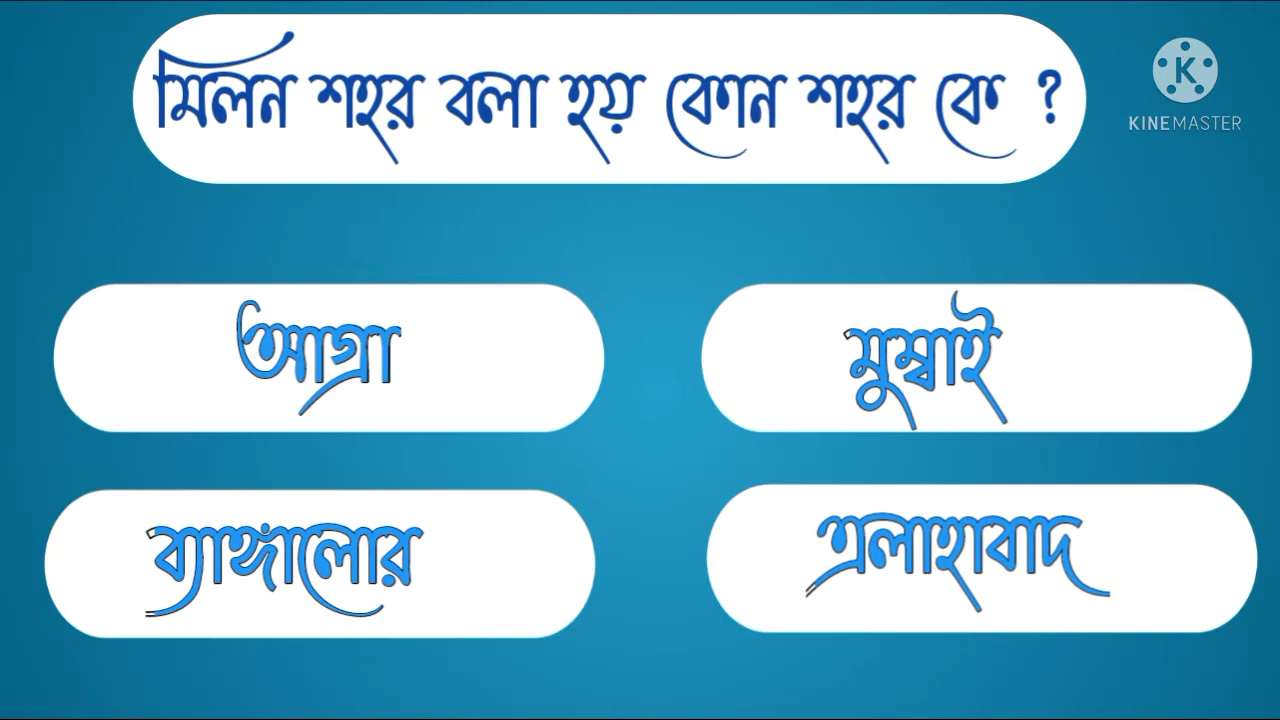 মিলন শহর বলা হয় কোন শহর কে ?
KINEMASTER
আগ্রা
মুম্বাই
ব্যাঙ্গালোর
এলাহাবাদ